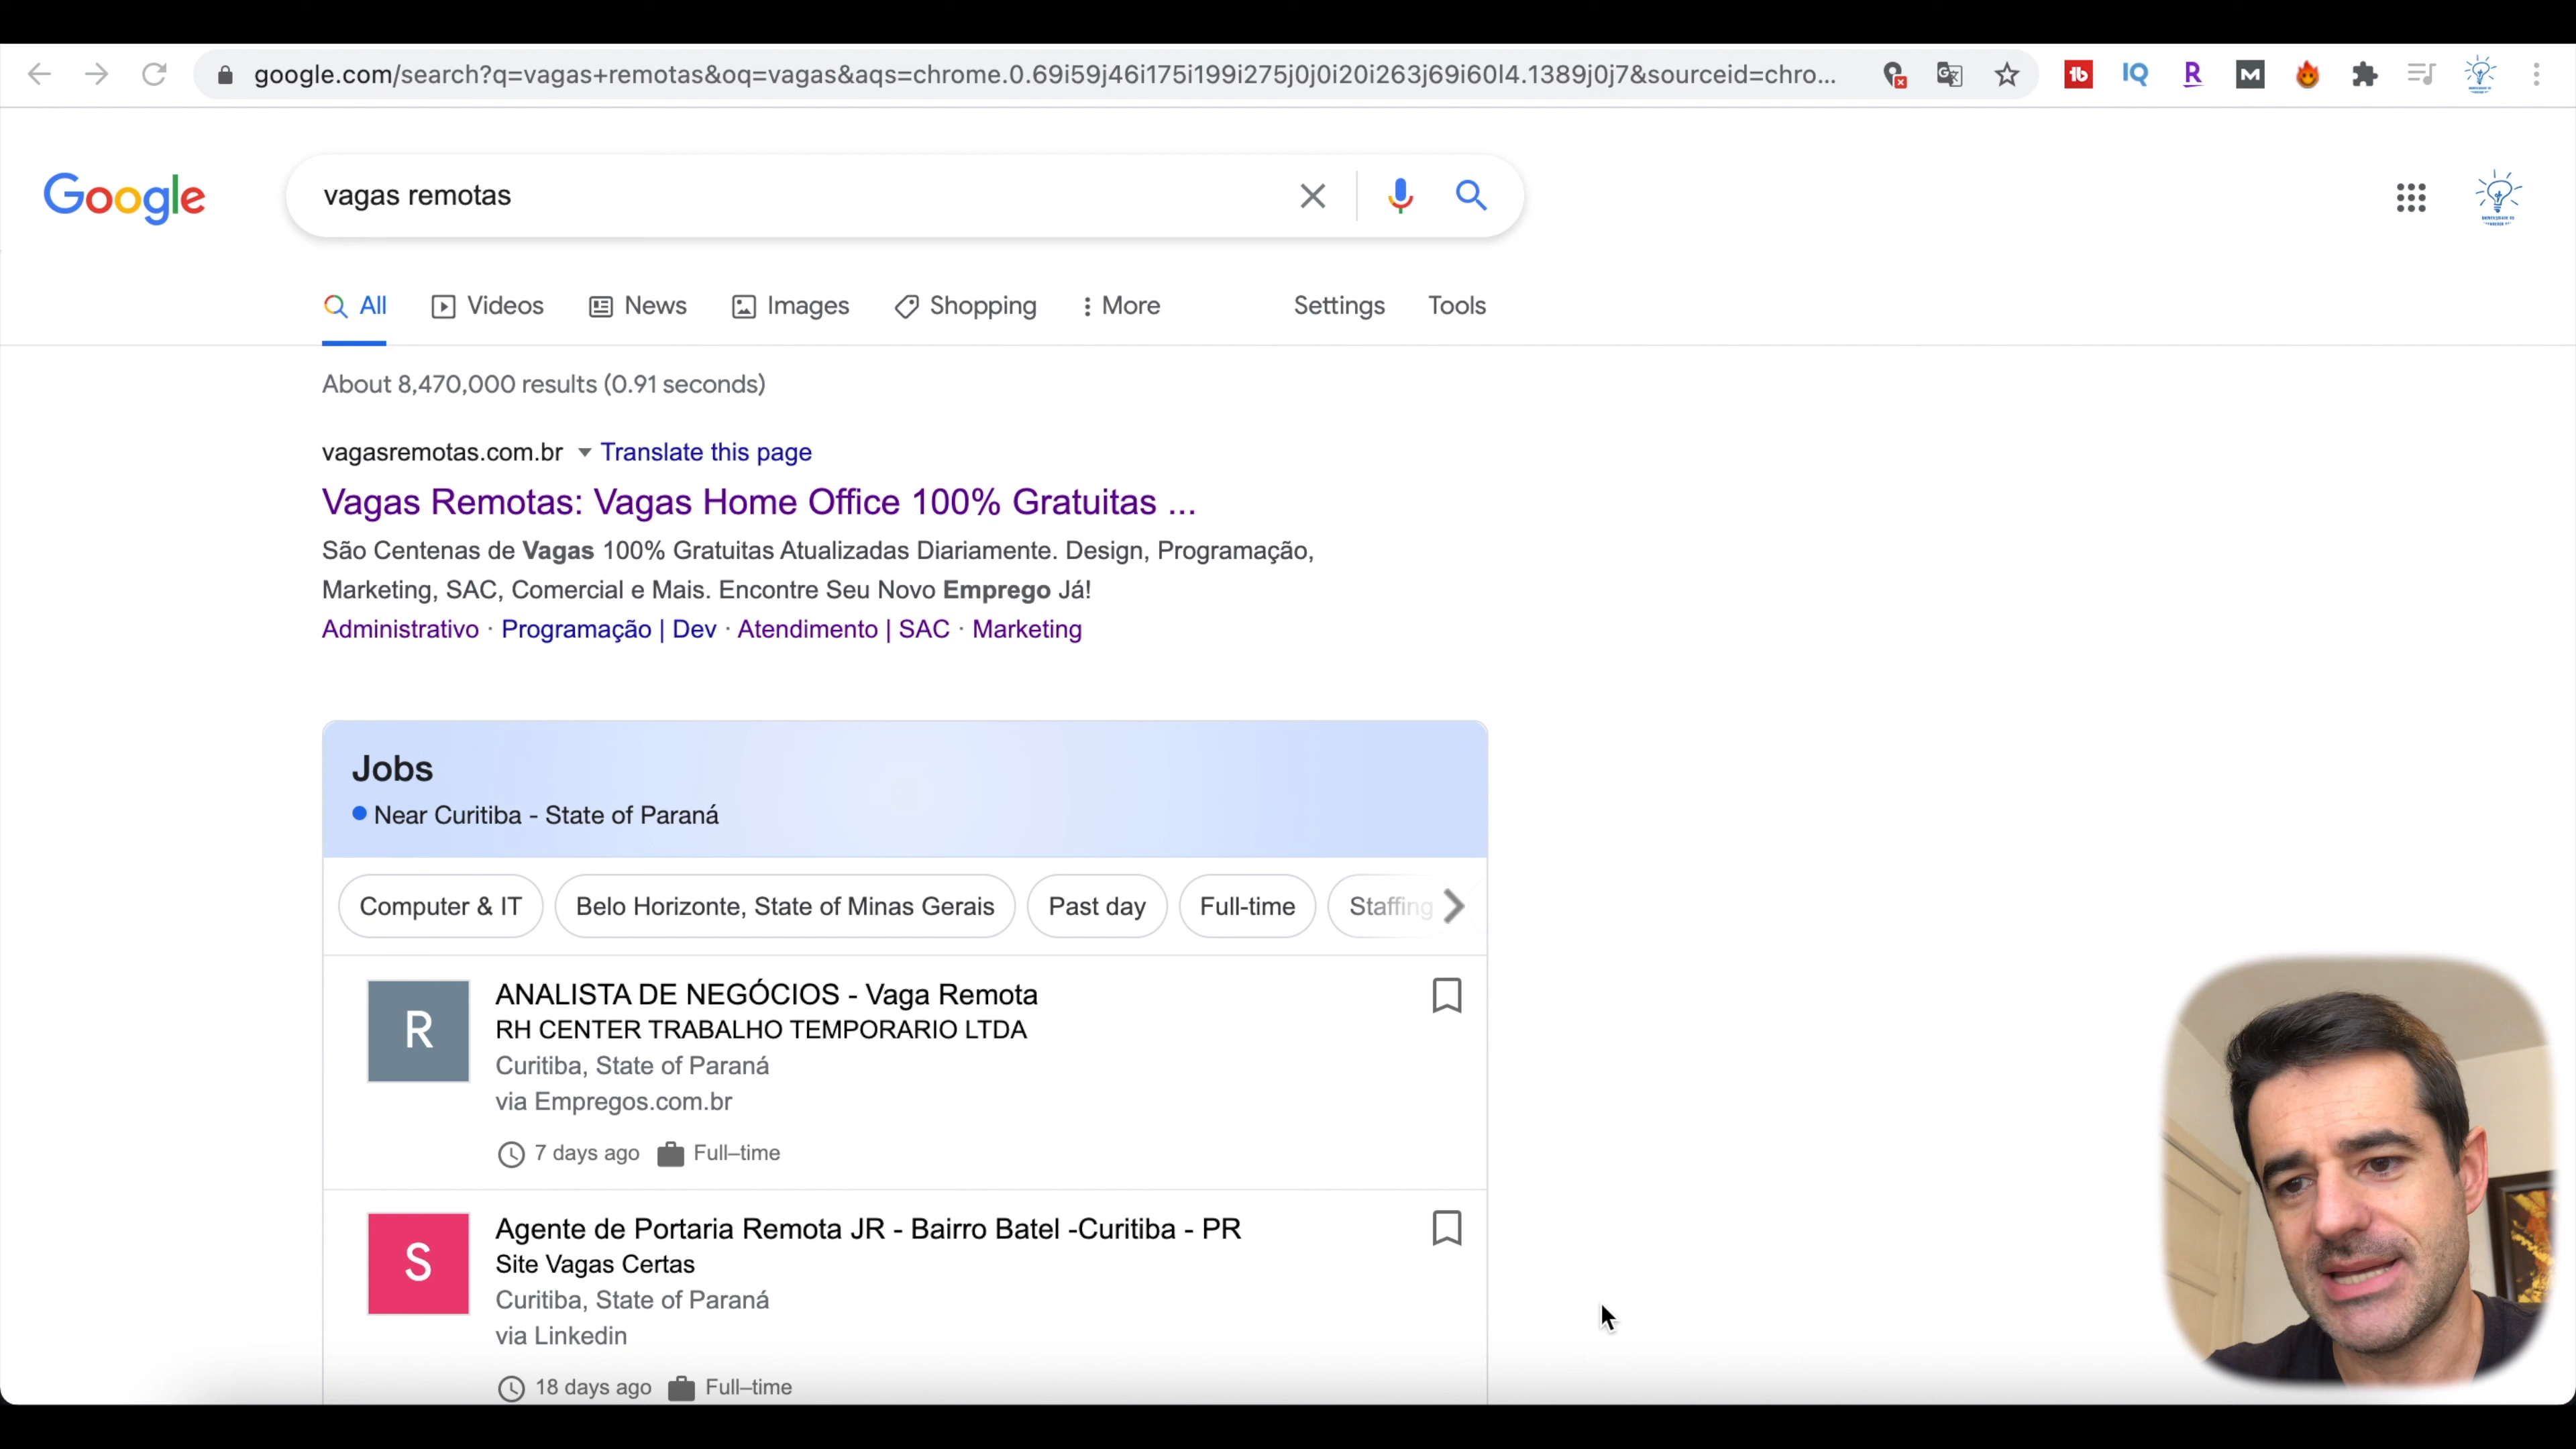 google.com/search?q=vagas+remotas&oq=vagas&aqs=chrome.0.69i59j46i175i199i275j0j0i20i263j69i60l4.1389j0j7&sourceid=chro...
IQ
R
M
Google
vagas remotas
All
Videos
News
Images
Shopping
More
Settings
Tools
About 8,470,000 results (0.91 seconds)
vagasremotas.com.br Translate this page
Vagas Remotas: Vagas Home Office 100% Gratuitas ...
São Centenas de Vagas 100% Gratuitas Atualizadas Diariamente. Design, Programação,
Marketing, SAC, Comercial e Mais. Encontre Seu Novo Emprego Já!
Administrativo · Programação | Dev · Atendimento | SAC · Marketing
Jobs
Near Curitiba - State of Paraná
Computer & IT
Belo Horizonte, State of Minas Gerais
Past day
Full-time
Staffing
R
ANALISTA DE NEGÓCIOS - Vaga Remota
RH CENTER TRABALHO TEMPORARIO LTDA
Curitiba, State of Paraná
via Empregos.com.br
7 days ago Full–time
S
Agente de Portaria Remota JR - Bairro Batel -Curitiba - PR
Site Vagas Certas
Curitiba, State of Paraná
via Linkedin
18 days ago Full–time